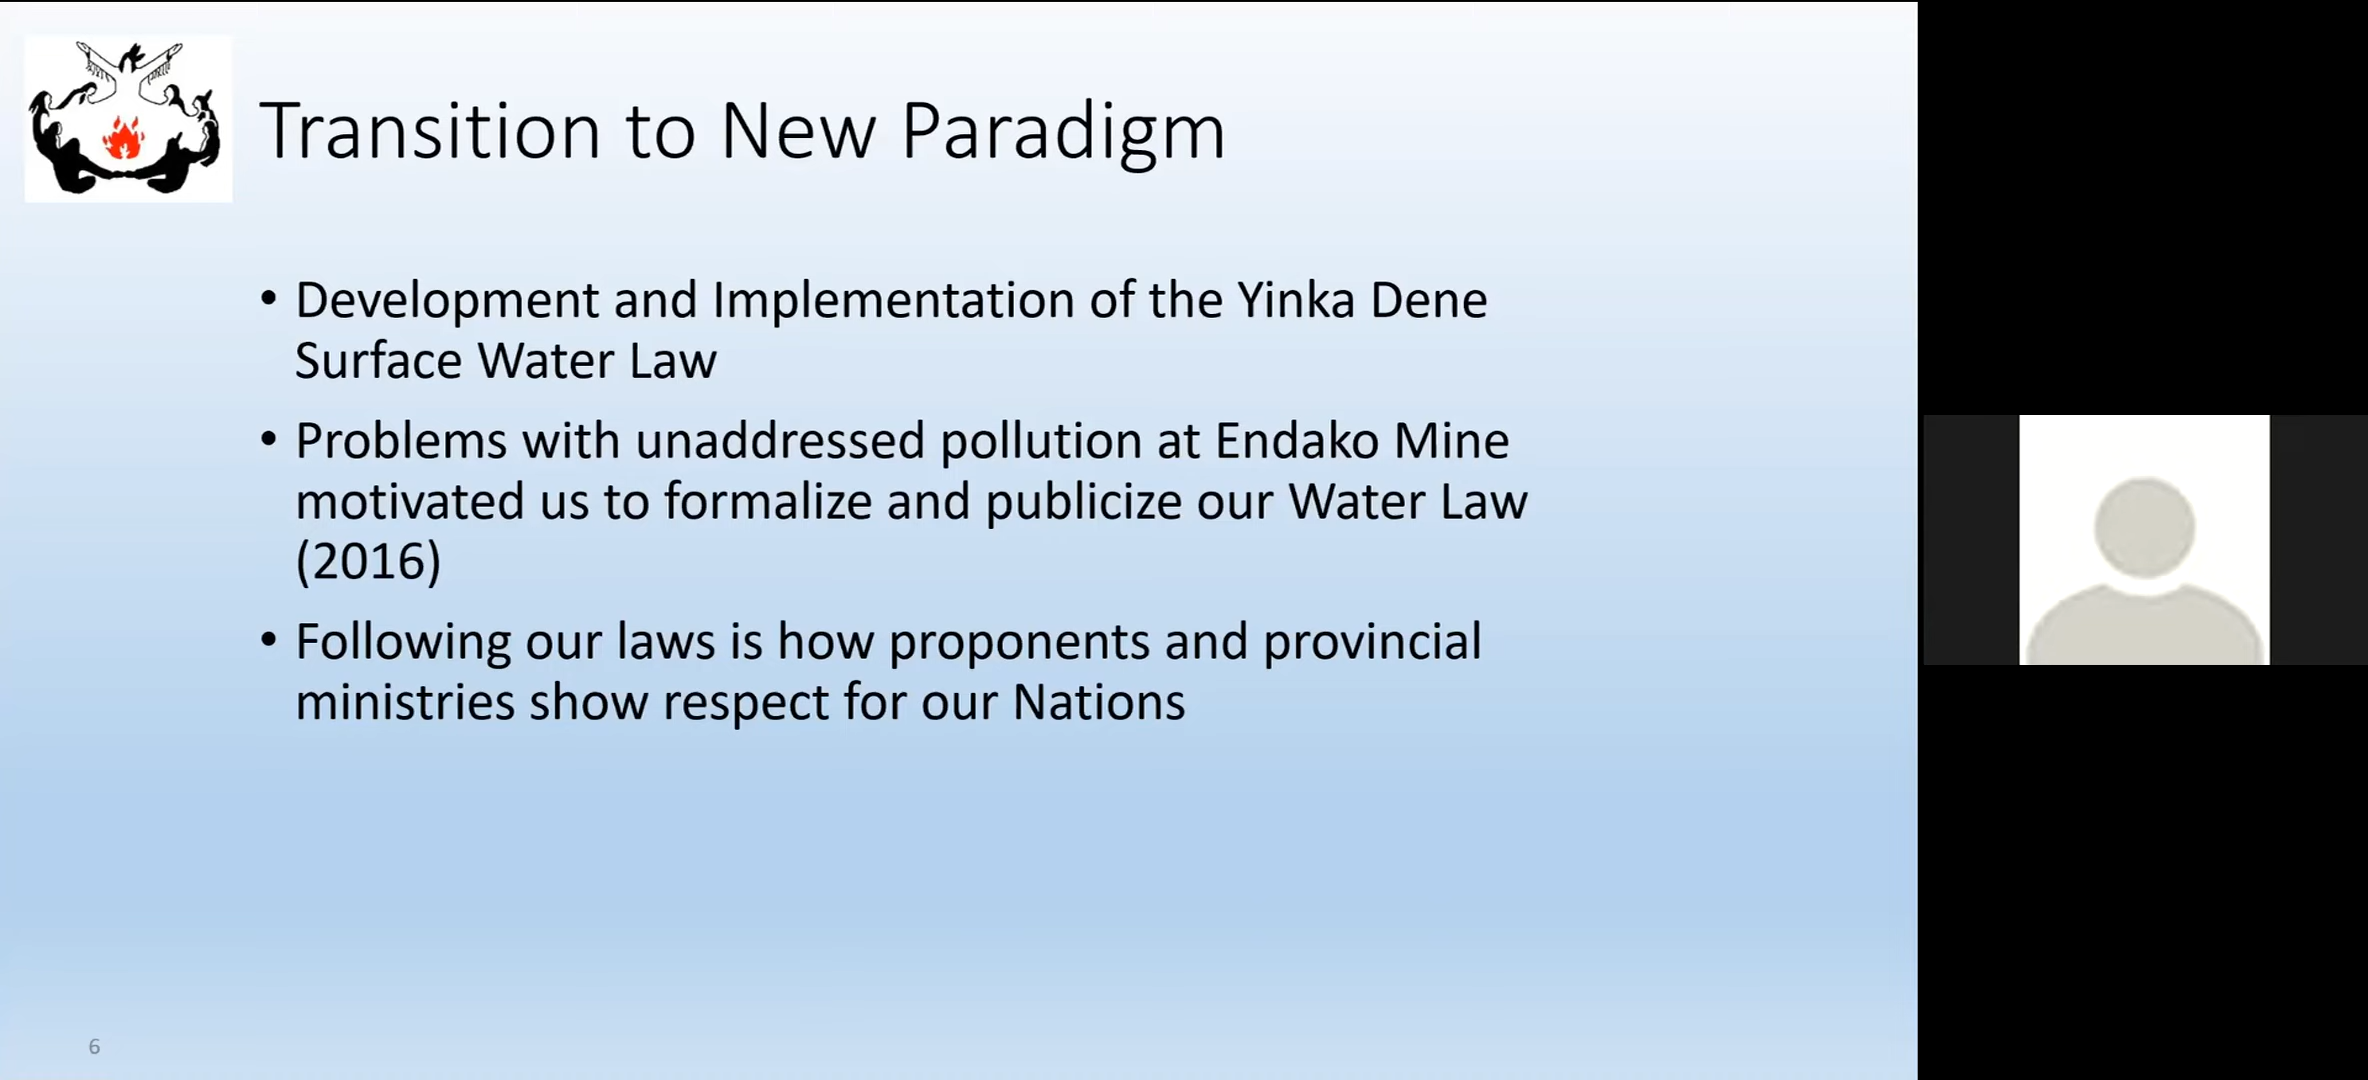 Transition to New Paradigm
• Development and Implementation of the Yinka Dene
Surface Water Law
• Problems with unaddressed pollution at Endako Mine
motivated us to formalize and publicize our Water Law
(2016)
• Following our laws is how proponents and provincial
ministries show respect for our Nations
6